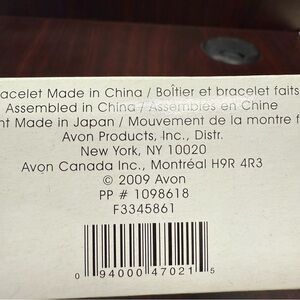 acelet Made in China / Boîtier et bracelet faits
Assembled in China / Assemblés en Chine
nt Made in Japan / Mouvement de la montre f
Avon Products, Inc., Distr.
New York, NY 10020
Avon Canada Inc., Montréal H9R 4R3
© 2009 Avon
PP # 1098618
F3345861
0 94000 47021 5